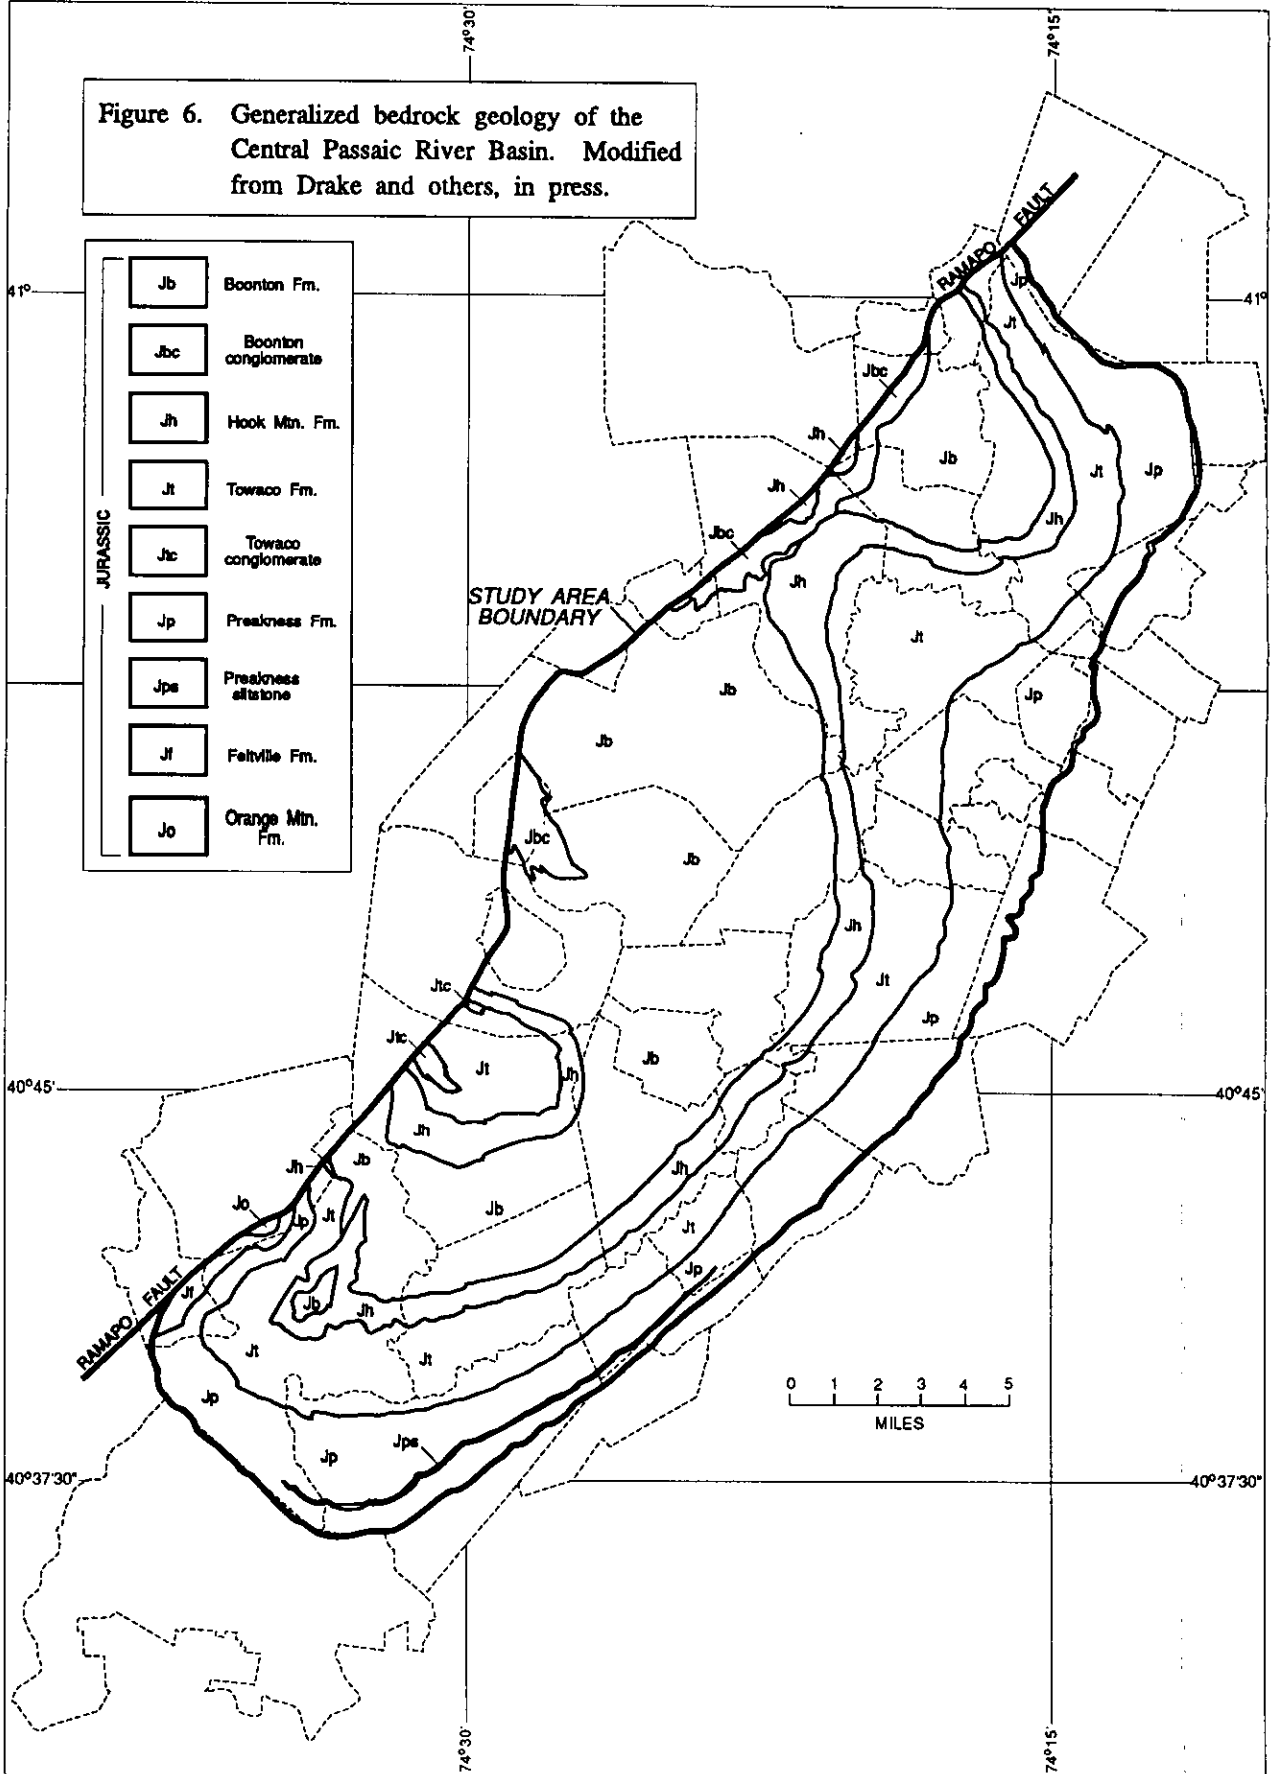 74°30'
74°15'
Figure 6. Generalized bedrock geology of the
Central Passaic River Basin. Modified
from Drake and others, in press.
JURASSIC
Jb Boonton Fm.
Jbc Boonton
conglomerate
Jh Hook Mtn. Fm.
Jt Towaco Fm.
Jtc Towaco
conglomerate
Jp Preakness Fm.
Jps Preakness
siltstone
Jf Feltville Fm.
Jo Orange Mtn.
Fm.
RAMAPO FAULT
41°
41°
Jp
Jt
Jbc
Jh
Jb
Jt
Jp
Jh
Jh
Jbc
Jh
STUDY AREA
BOUNDARY
Jt
Jb
Jp
Jb
Jbc
Jb
Jh
Jt
Jtc
Jp
Jtc
Jt
Jh
Jb
40°45'
40°45'
Jh
Jb
Jh
Jh
Jo
Jp
Jt
Jb
Jt
Jp
RAMAPO FAULT
Jf
Jb
Jh
Jt
Jt
Jp
0 1 2 3 4 5
MILES
Jps
Jp
40°37'30"
40°37'30"
74°30'
74°15'